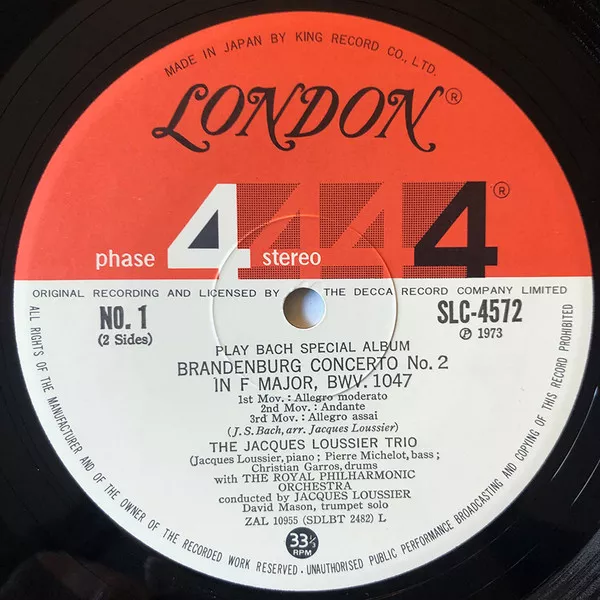 MADE IN JAPAN BY KING RECORD CO., LTD.
LONDON®
phase 4 stereo 4 4 4®
ORIGINAL RECORDING AND LICENSED BY THE DECCA RECORD COMPANY LIMITED
NO. 1
(2 Sides)
SLC-4572
℗ 1973
PLAY BACH SPECIAL ALBUM
BRANDENBURG CONCERTO No. 2
IN F MAJOR, BWV. 1047
1st Mov.: Allegro moderato
2nd Mov.: Andante
3rd Mov.: Allegro assai
(J. S. Bach, arr. Jacques Loussier)
THE JACQUES LOUSSIER TRIO
(Jacques Loussier, piano ; Pierre Michelot, bass ;
Christian Garros, drums
with THE ROYAL PHILHARMONIC
ORCHESTRA
conducted by JACQUES LOUSSIER
David Mason, trumpet solo
ZAL 10955 (SDLBT 2482) L
33⅓
RPM
ALL RIGHTS OF THE MANUFACTURER AND OF THE OWNER OF THE RECORDED WORK RESERVED · UNAUTHORISED PUBLIC PERFORMANCE BROADCASTING AND COPYING OF THIS RECORD PROHIBITED